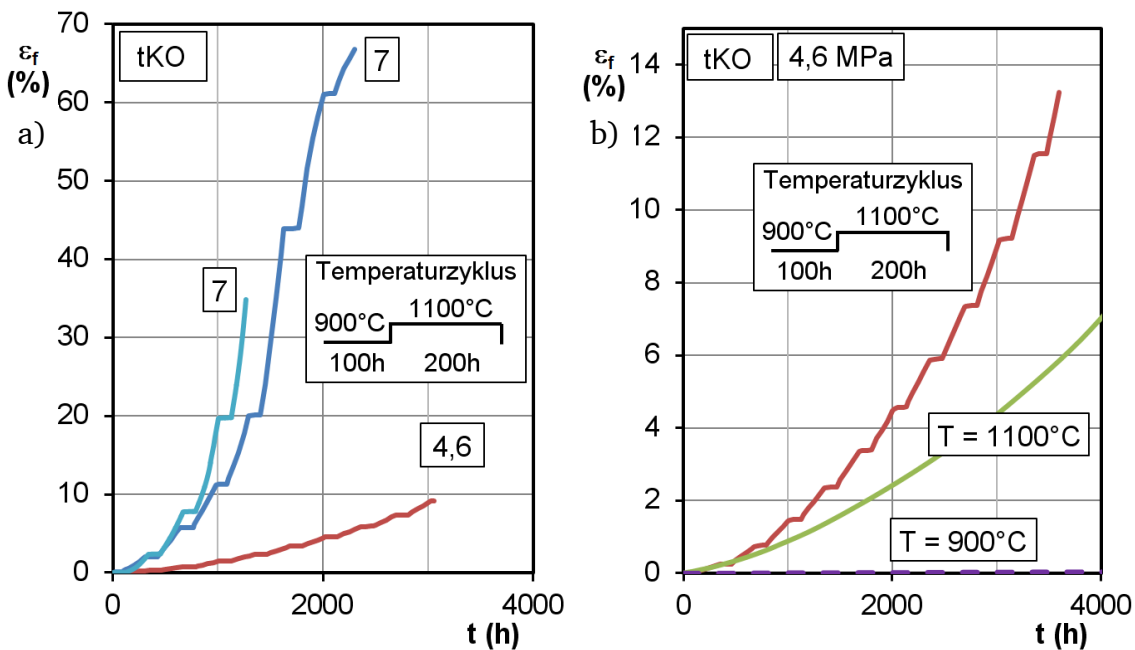 a)
εf
(%)
70
60
50
40
30
20
10
0
tKO
7
7
4,6
Temperaturzyklus
900°C
1100°C
100h
200h
0
2000
4000
t (h)
b)
εf
(%)
14
12
10
8
6
4
2
0
tKO
4,6 MPa
Temperaturzyklus
900°C
1100°C
100h
200h
T = 1100°C
T = 900°C
0
2000
4000
t (h)